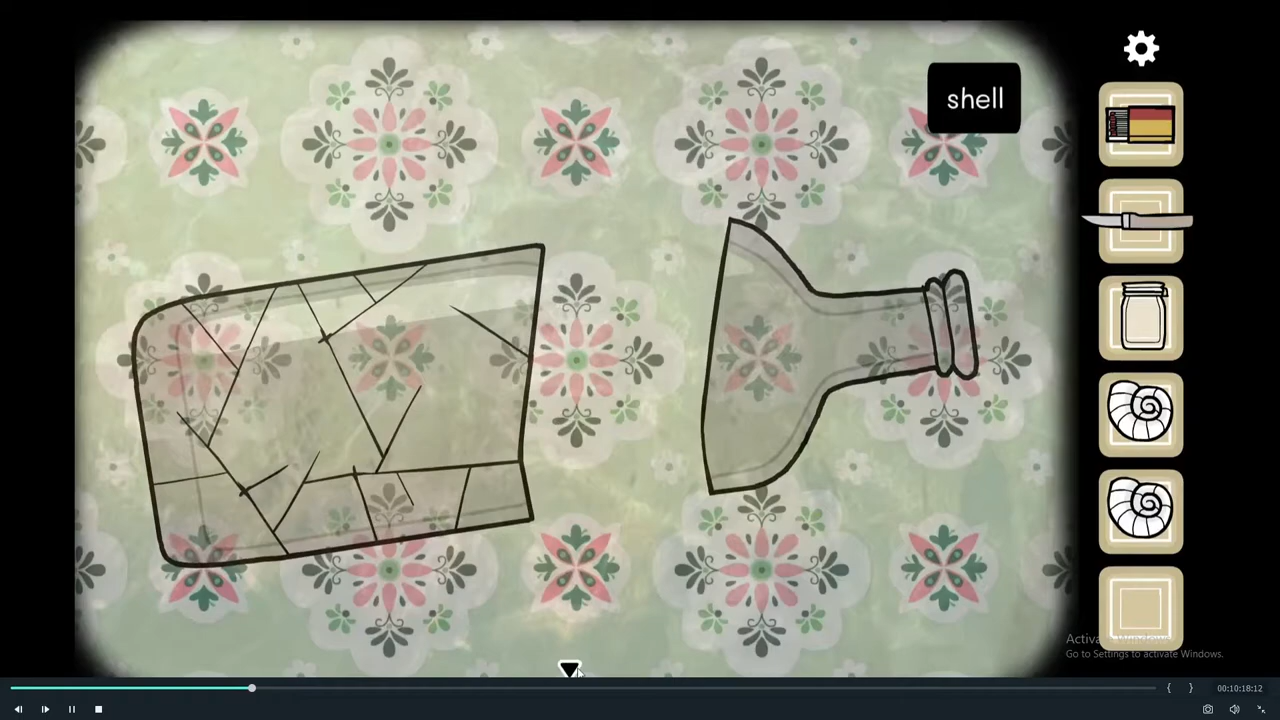 shell
Activate Windows
Go to Settings to activate Windows.
{ }
00:10:18:12